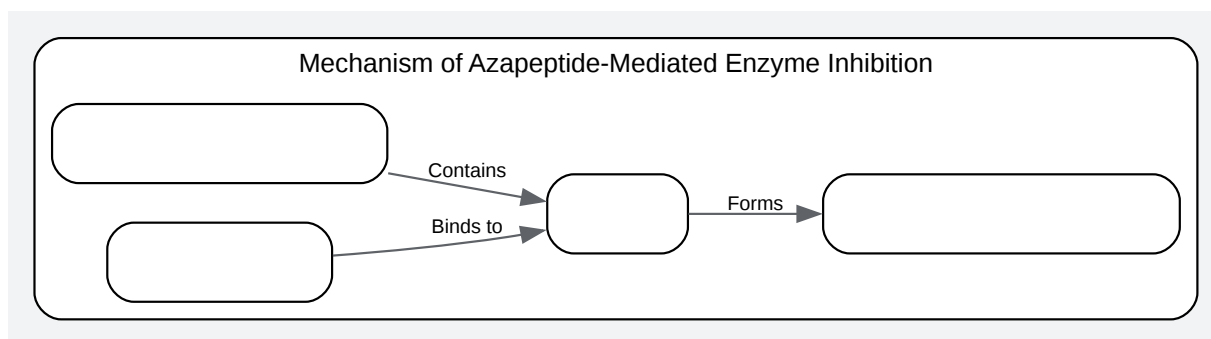 Mechanism of Azapeptide-Mediated Enzyme Inhibition
Contains
Binds to
Forms